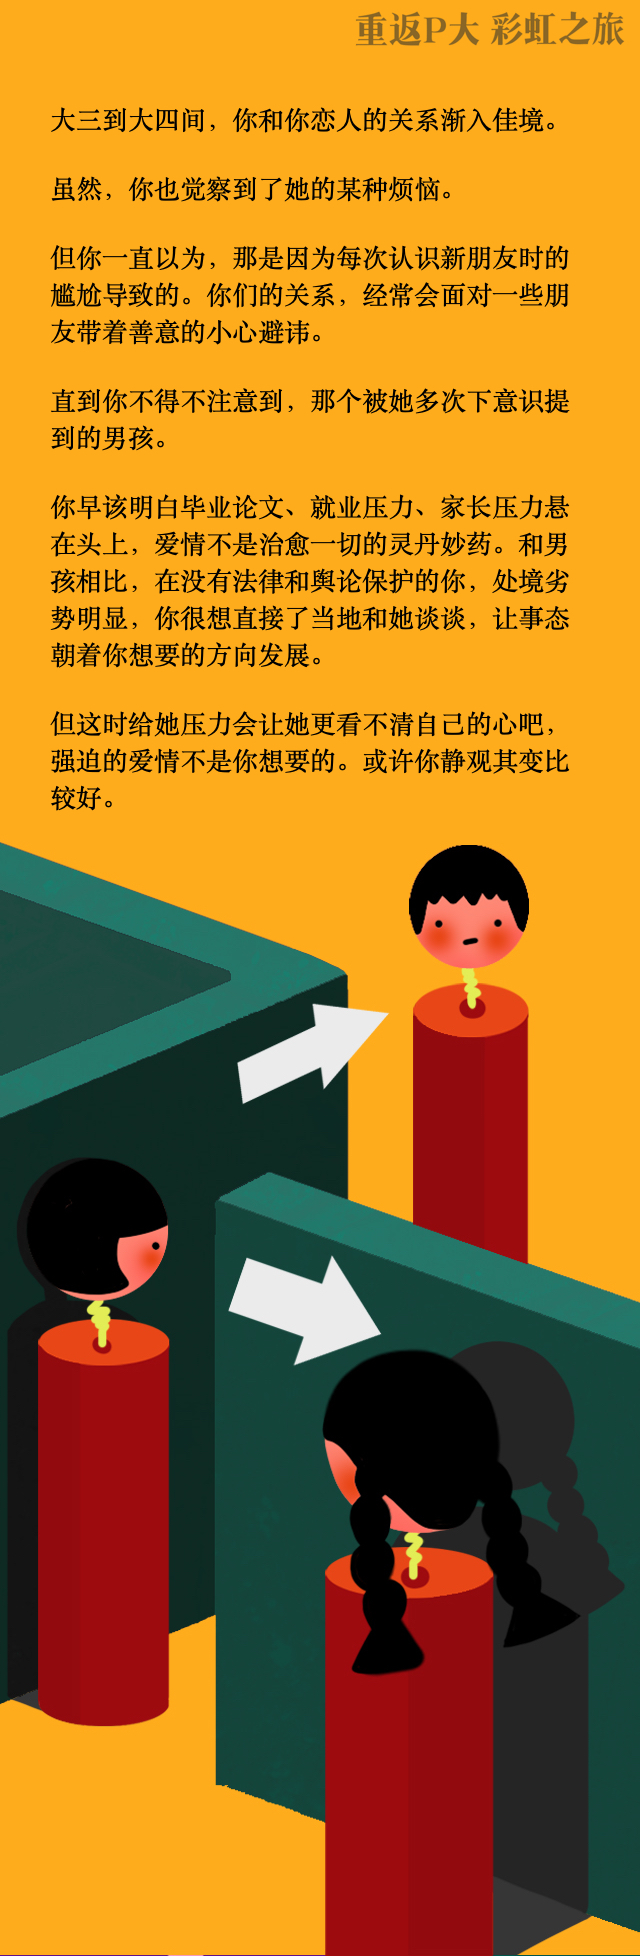 重返P大 彩虹之旅
大三到大四间，你和你恋人的关系渐入佳境。
虽然，你也觉察到了她的某种烦恼。
但你一直以为，那是因为每次认识新朋友时的
尴尬导致的。你们的关系，经常会面对一些朋
友带着善意的小心避讳。
直到你不得不注意到，那个被她多次下意识提
到的男孩。
你早该明白毕业论文、就业压力、家长压力悬
在头上，爱情不是治愈一切的灵丹妙药。和男
孩相比，在没有法律和舆论保护的你，处境劣
势明显，你很想直接了当地和她谈谈，让事态
朝着你想要的方向发展。
但这时给她压力会让她更看不清自己的心吧，
强迫的爱情不是你想要的。或许你静观其变比
较好。